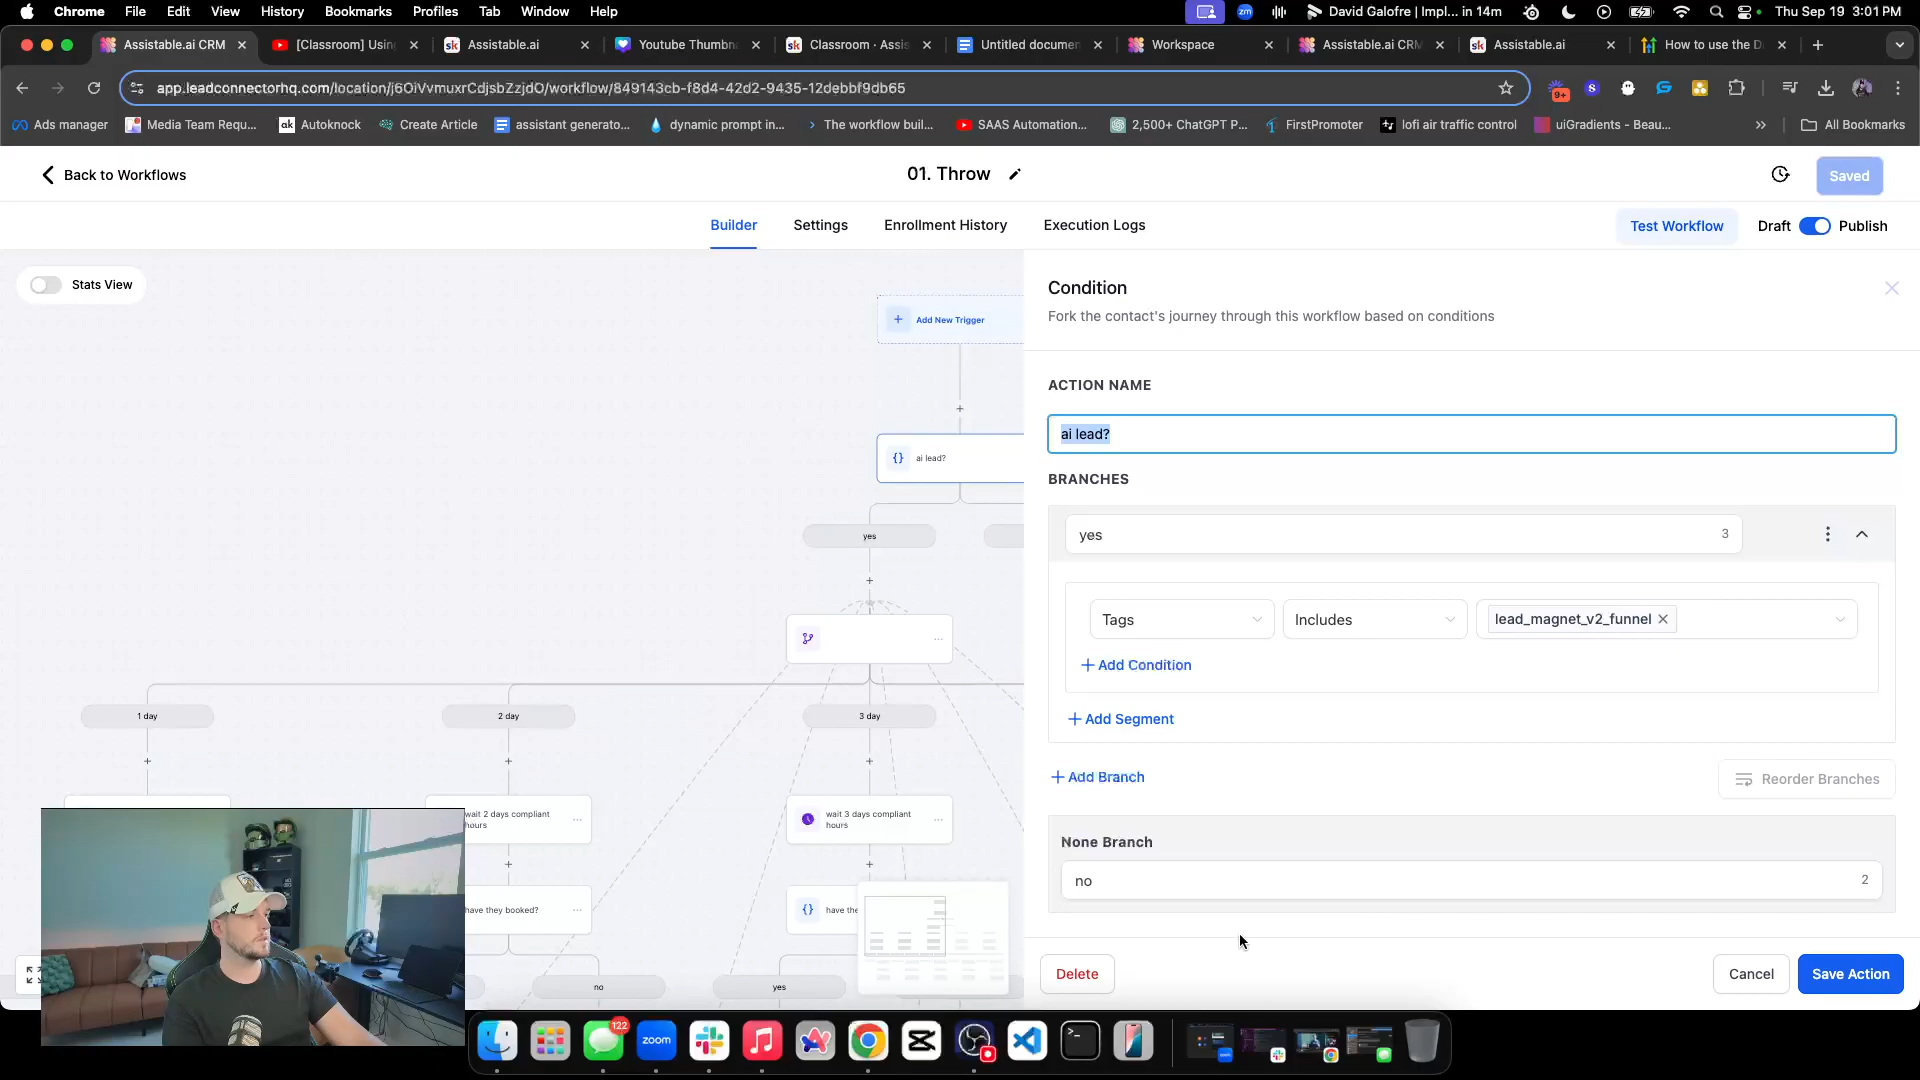 Chrome File Edit View History Bookmarks Profiles Tab Window Help
zm David Galofre | Impl... in 14m Thu Sep 19 3:01 PM
Assistable.ai CRM
[Classroom] Usin
Assistable.ai
Youtube Thumbn
Classroom · Assis
Untitled documen
Workspace
Assistable.ai CRM
Assistable.ai
How to use the D
app.leadconnectorhq.com/location/j6OiVvmuxrCdjsbZzjdO/workflow/849143cb-f8d4-42d2-9435-12debbf9db65
9+
Ads manager
Media Team Requ...
ak Autoknock
Create Article
assistant generato...
dynamic prompt in...
The workflow buil...
SAAS Automation...
2,500+ ChatGPT P...
FirstPromoter
lofi air traffic control
uiGradients - Beau...
All Bookmarks
Back to Workflows
01. Throw
Saved
Builder Settings Enrollment History Execution Logs
Test Workflow
Draft Publish
Stats View
Add New Trigger
ai lead?
yes
1 day
2 day
3 day
wait 2 days compliant
hours
wait 3 days compliant
hours
have they booked?
have the
no
yes
Condition
Fork the contact's journey through this workflow based on conditions
ACTION NAME
ai lead?
BRANCHES
yes 3
Tags
Includes
lead_magnet_v2_funnel
Add Condition
Add Segment
Add Branch
Reorder Branches
None Branch
no 2
Delete
Cancel
Save Action
122
zoom